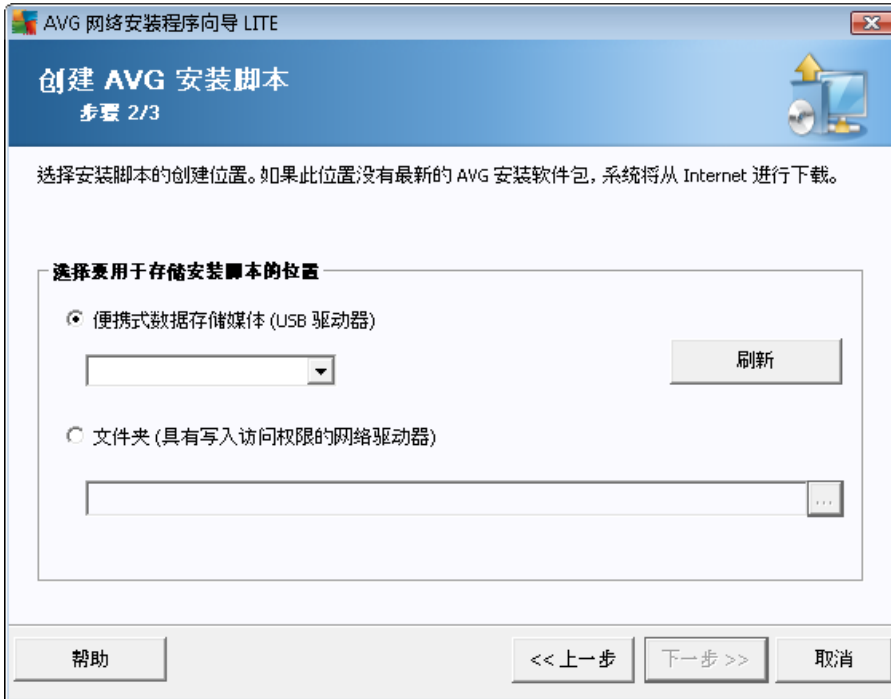 AVG 网络安装程序向导 LITE
创建 AVG 安装脚本
步骤 2/3
选择安装脚本的创建位置。如果此位置没有最新的 AVG 安装软件包，系统将从 Internet 进行下载。
选择要用于存储安装脚本的位置
便携式数据存储媒体 (USB 驱动器)
刷新
文件夹 (具有写入访问权限的网络驱动器)
...
帮助
<< 上一步
下一步 >>
取消